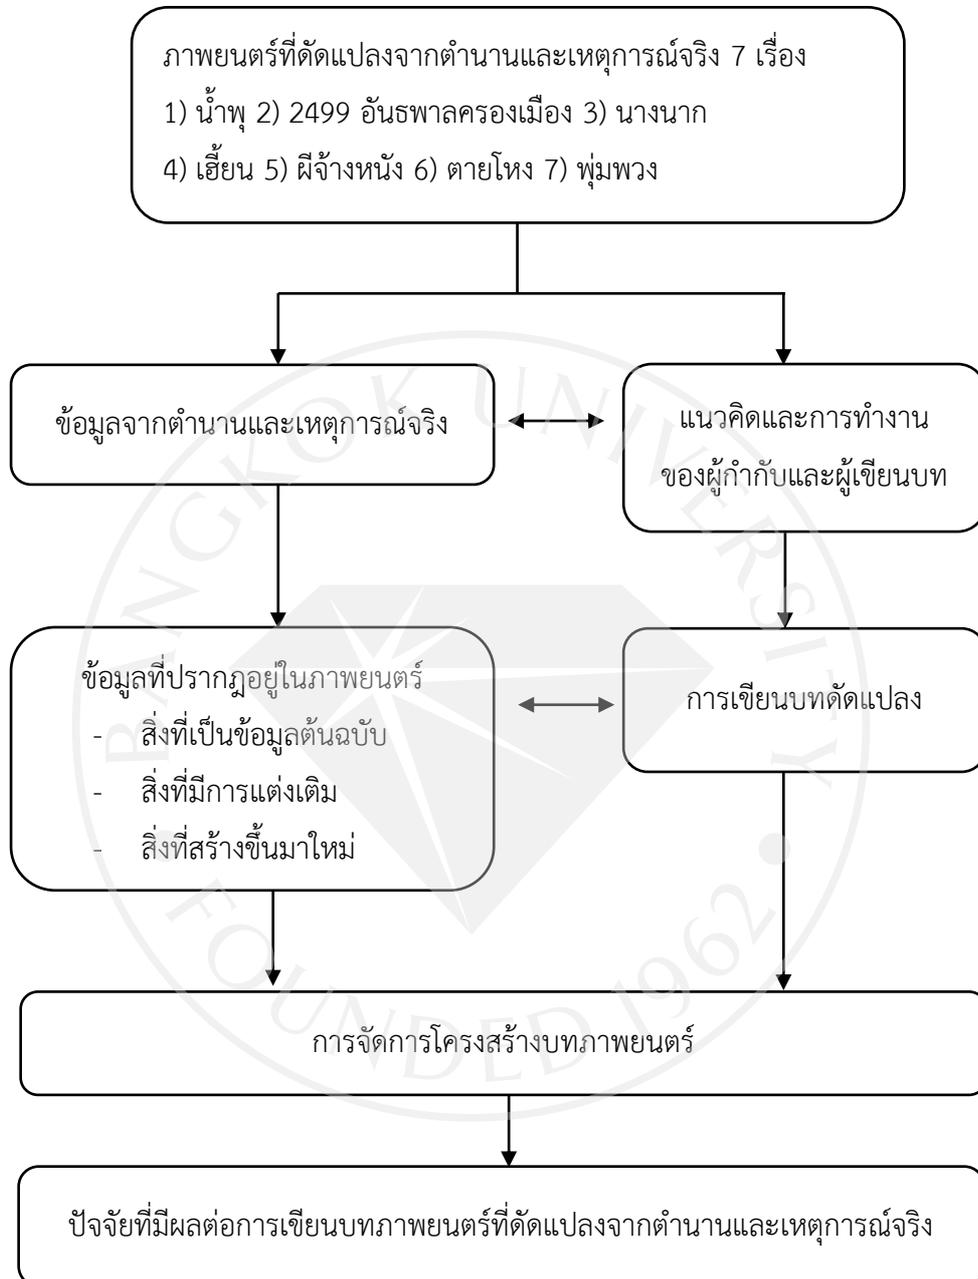 ภาพยนตร์ที่ดัดแปลงจากตำนานและเหตุการณ์จริง 7 เรื่อง
1) น้ำพุ 2) 2499 อันธพาลครองเมือง 3) นางนาก
4) เฮี้ยน 5) ผีจ้างหนัง 6) ตายโหง 7) พุ่มพวง
ข้อมูลจากตำนานและเหตุการณ์จริง
แนวคิดและการทำงาน
ของผู้กำกับและผู้เขียนบท
ข้อมูลที่ปรากฎอยู่ในภาพยนตร์
- สิ่งที่เป็นข้อมูลต้นฉบับ
- สิ่งที่มีการแต่งเติม
- สิ่งที่สร้างขึ้นมาใหม่
การเขียนบทดัดแปลง
การจัดการโครงสร้างบทภาพยนตร์
ปัจจัยที่มีผลต่อการเขียนบทภาพยนตร์ที่ดัดแปลงจากตำนานและเหตุการณ์จริง
BANGKOK UNIVERSITY
FOUNDED 1962